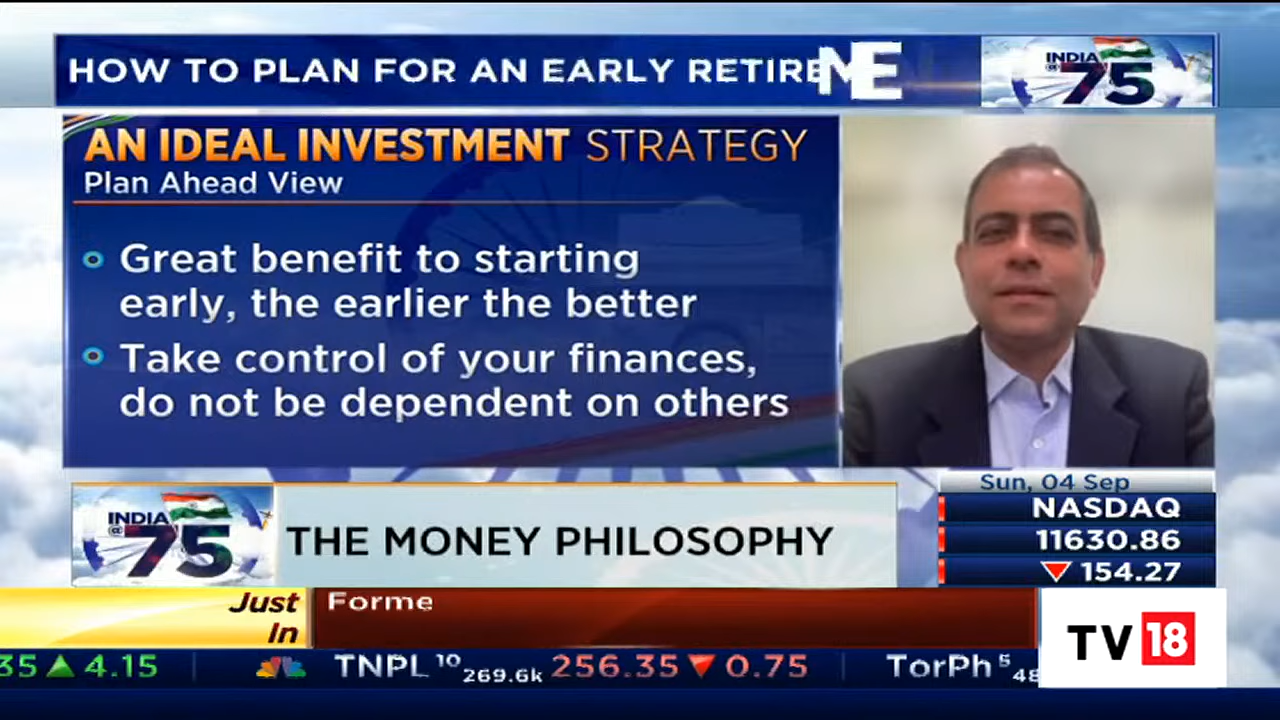 HOW TO PLAN FOR AN EARLY RETIREME
INDIA
@
75
AN IDEAL INVESTMENT STRATEGY
Plan Ahead View
Great benefit to starting
early, the earlier the better
Take control of your finances,
do not be dependent on others
INDIA
@
75
THE MONEY PHILOSOPHY
Sun, 04 Sep
NASDAQ
11630.86
▼ 154.27
Just
In
Forme
35 ▲ 4.15 TNPL 10 269.6k 256.35 ▼ 0.75 TorPh 5 48
TV 18